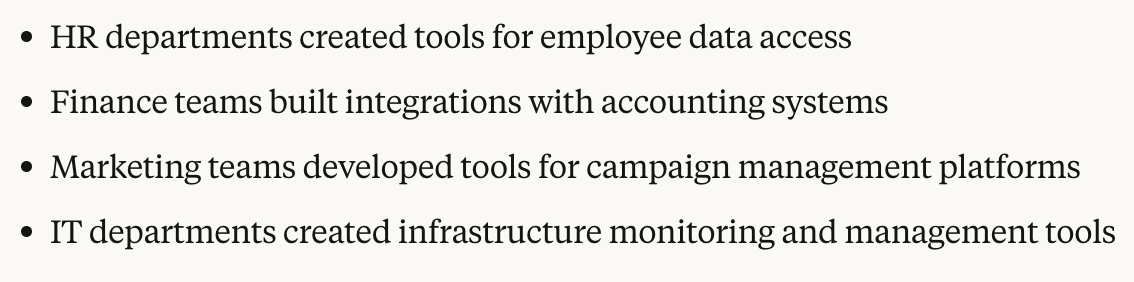 • HR departments created tools for employee data access
• Finance teams built integrations with accounting systems
• Marketing teams developed tools for campaign management platforms
• IT departments created infrastructure monitoring and management tools